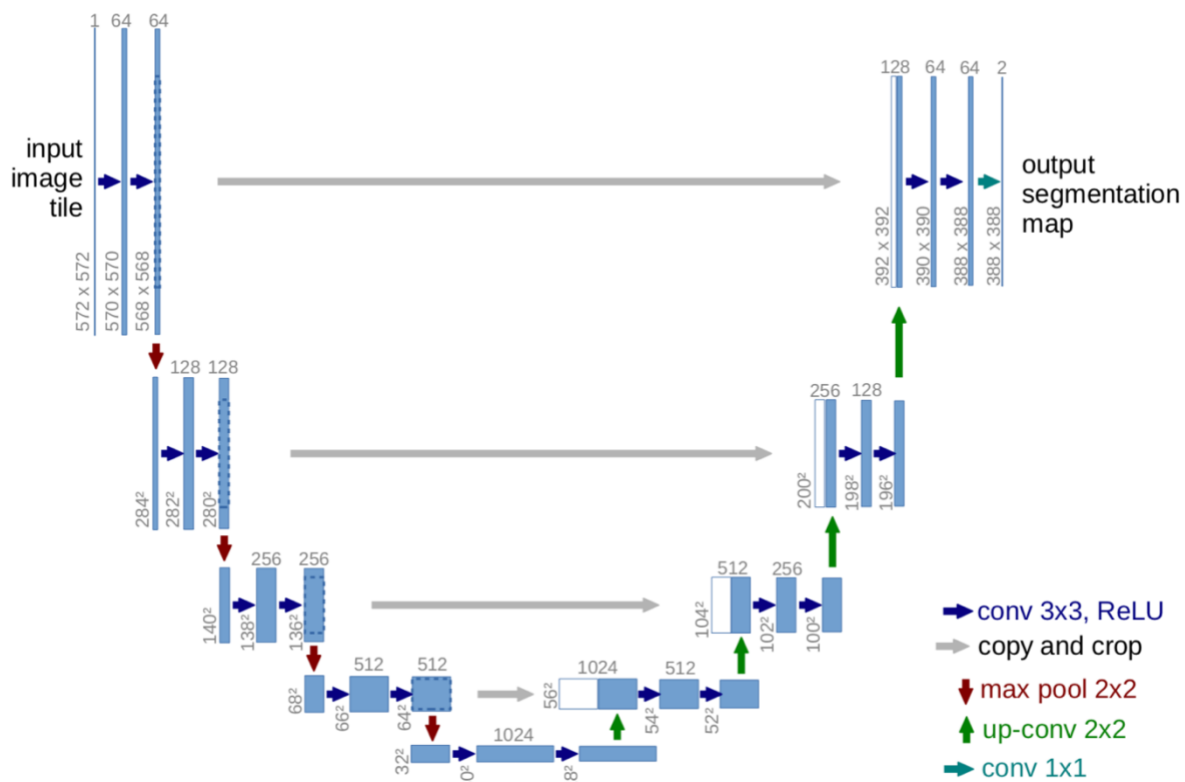 1 64 64
input
image
tile
572 x 572
570 x 570
568 x 568
128 64 64 2
output
segmentation
map
392 x 392
390 x 390
388 x 388
388 x 388
128 128
284²
282²
280²
256 128
200²
198²
196²
256 256
140²
138²
136²
512 256
104²
102²
100²
512 512
68²
66²
64²
1024 512
56²
54²
52²
1024
32²
0²
8²
conv 3x3, ReLU
copy and crop
max pool 2x2
up-conv 2x2
conv 1x1